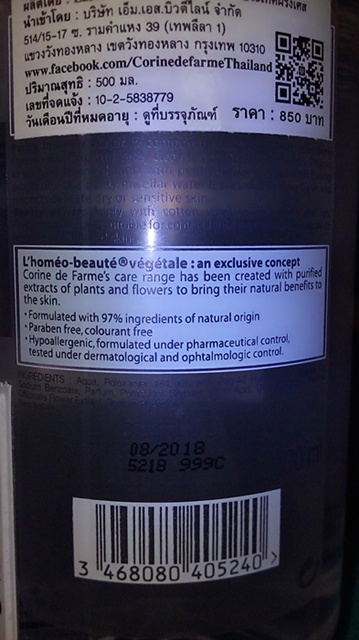 นำเข้าโดย : บริษัท เอ็ม.เอส.บิวตี้ไลน์ จำกัด
514/15-17 ซ. รามคำแหง 39 (เทพลีลา 1)
แขวงวังทองหลาง เขตวังทองหลาง กรุงเทพ 10310
www.facebook.com/CorinedefarmeThailand
ปริมาณสุทธิ : 500 มล.
เลขที่จดแจ้ง : 10-2-5838779
วันเดือนปีที่หมดอายุ : ดูที่บรรจุภัณฑ์ ราคา : 850 บาท
L'homéo-beauté®végétale : an exclusive concept
Corine de Farme's care range has been created with purified
extracts of plants and flowers to bring their natural benefits to
the skin.
• Formulated with 97% ingredients of natural origin
• Paraben free, colourant free
• Hypoallergenic, formulated under pharmaceutical control,
tested under dermatological and ophtalmologic control.
INGREDIENTS : Aqua,
Sodium Benzoate, Parfum,
08/2018
5218 999C
3 468080 405240 >